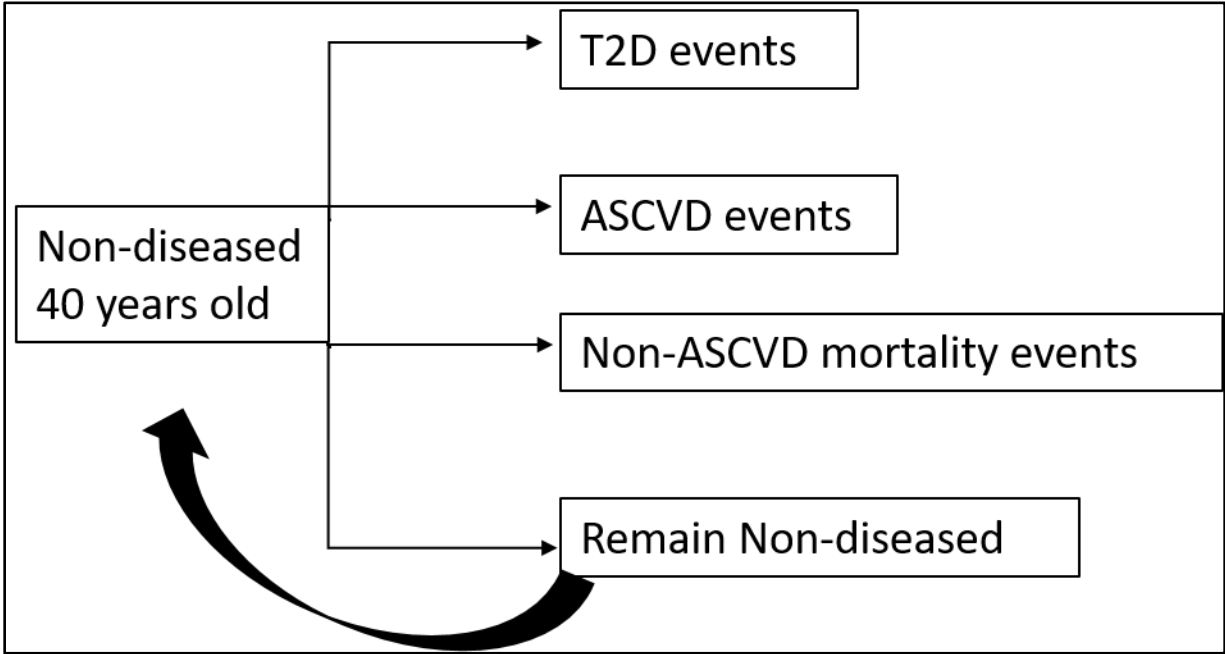 T2D events
ASCVD events
Non-diseased
40 years old
Non-ASCVD mortality events
Remain Non-diseased